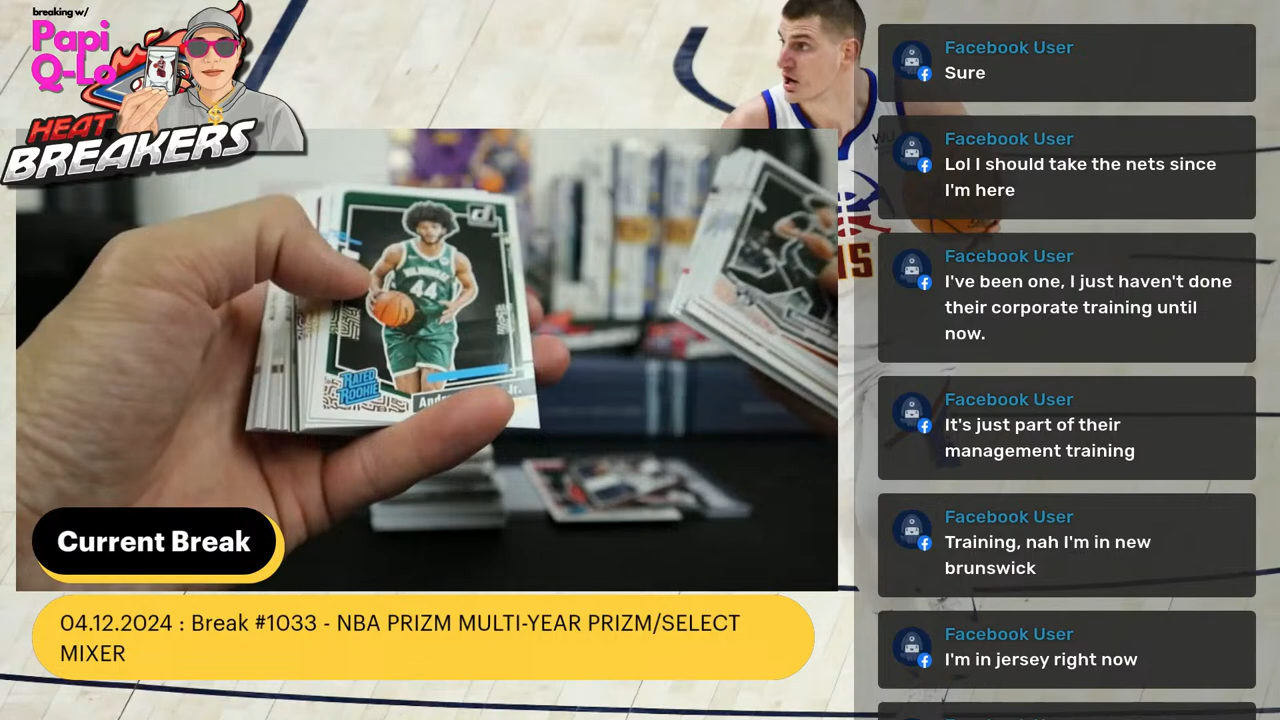 breaking w/
Papi
Q-Lo
HEAT
BREAKERS
MILWAUKEE
44
RATED
ROOKIE
Jr.
Current Break
04.12.2024 : Break #1033 - NBA PRIZM MULTI-YEAR PRIZM/SELECT
MIXER
Facebook User
Sure
Facebook User
Lol I should take the nets since
I'm here
Facebook User
I've been one, I just haven't done
their corporate training until
now.
Facebook User
It's just part of their
management training
Facebook User
Training, nah I'm in new
brunswick
Facebook User
I'm in jersey right now